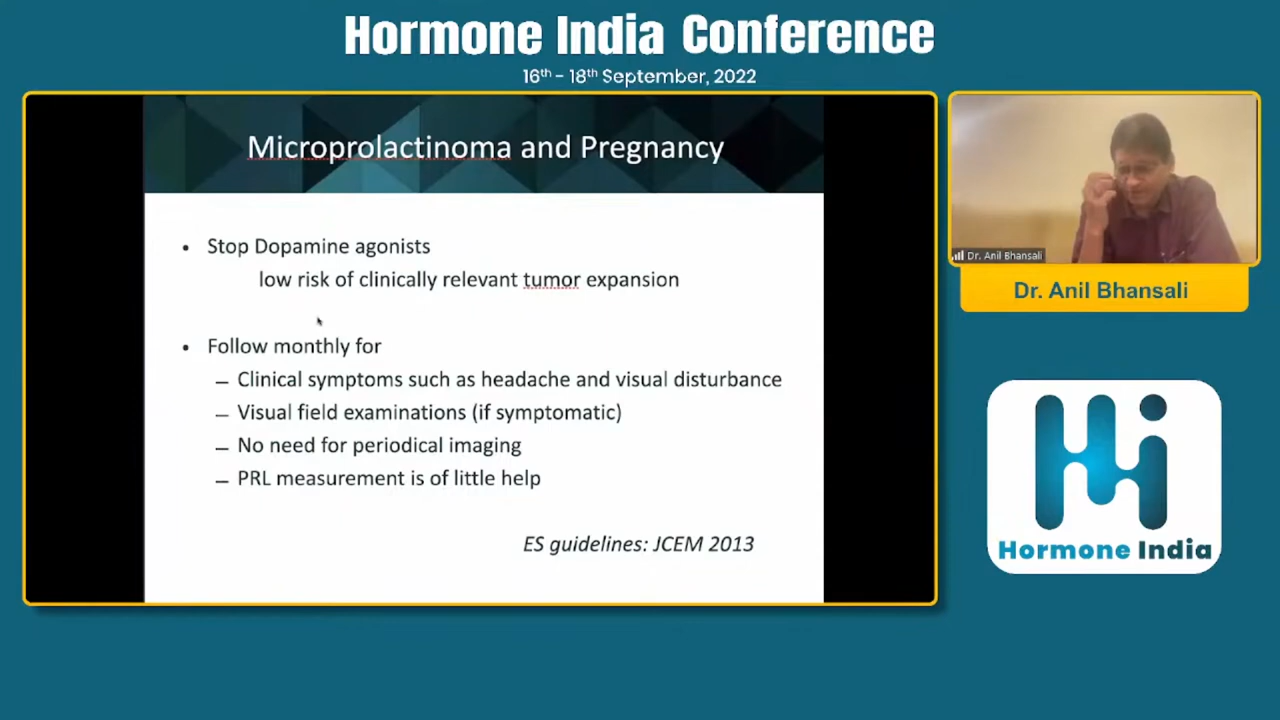 Hormone India Conference
16th - 18th September, 2022
Microprolactinoma and Pregnancy
• Stop Dopamine agonists
low risk of clinically relevant tumor expansion
• Follow monthly for
– Clinical symptoms such as headache and visual disturbance
– Visual field examinations (if symptomatic)
– No need for periodical imaging
– PRL measurement is of little help
ES guidelines: JCEM 2013
Dr. Anil Bhansali
Dr. Anil Bhansali
Hi
Hormone India